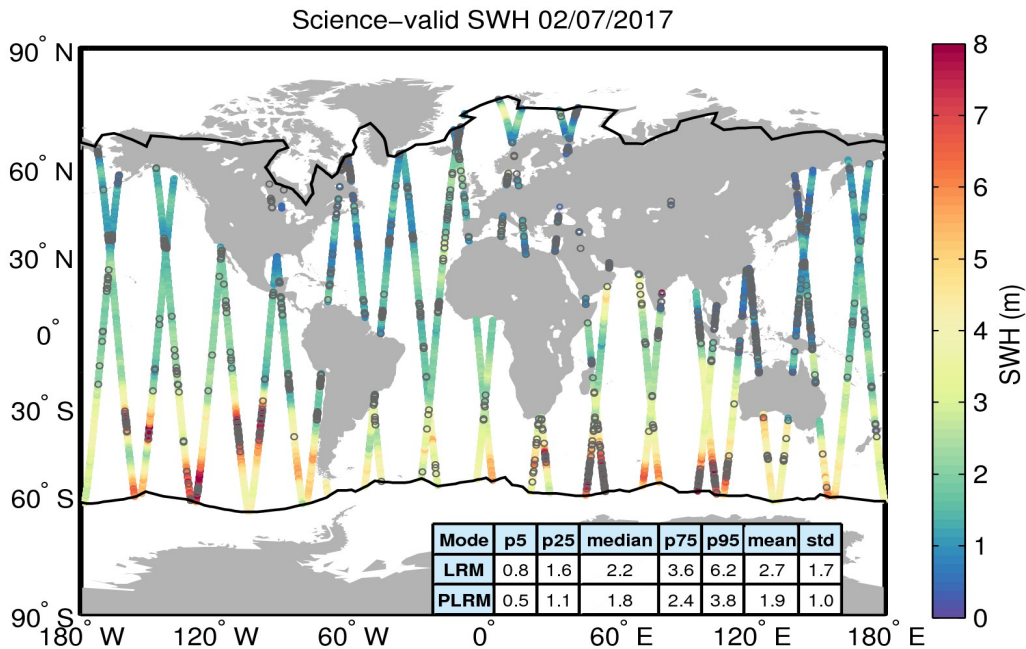 Science−valid SWH 02/07/2017
90° N
60° N
30° N
0°
30° S
60° S
90° S
180° W
120° W
60° W
0°
60° E
120° E
180° E
Mode p5 p25 median p75 p95 mean std
LRM 0.8 1.6 2.2 3.6 6.2 2.7 1.7
PLRM 0.5 1.1 1.8 2.4 3.8 1.9 1.0
8
7
6
5
4
3
2
1
0
SWH (m)